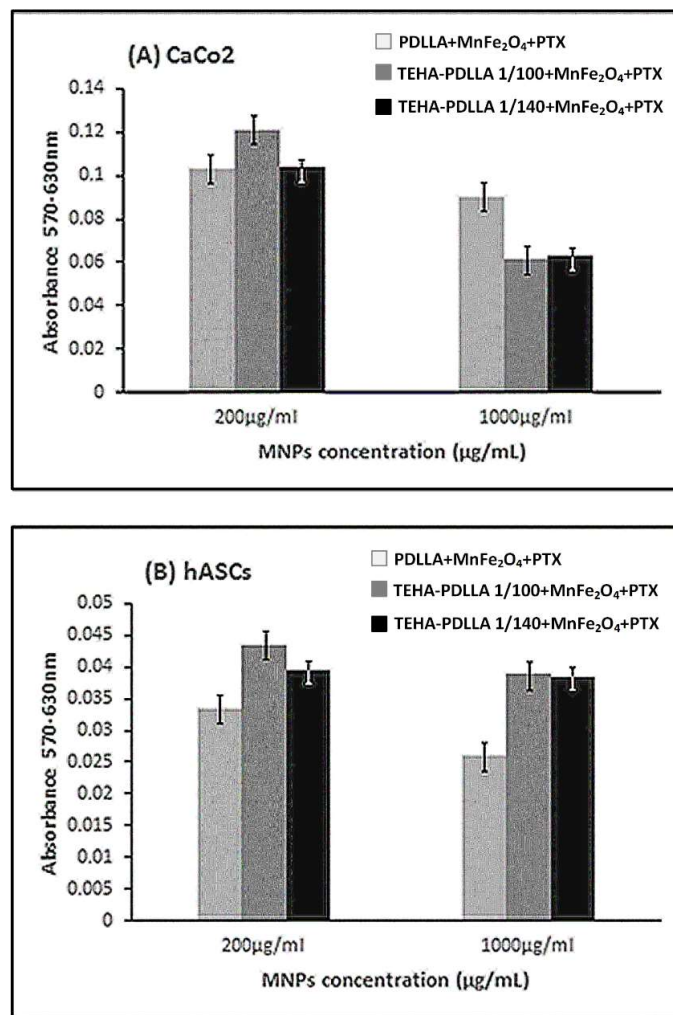 (A) CaCo2
PDLLA+MnFe₂O₄+PTX
TEHA-PDLLA 1/100+MnFe₂O₄+PTX
TEHA-PDLLA 1/140+MnFe₂O₄+PTX
Absorbance 570-630nm
0.14
0.12
0.1
0.08
0.06
0.04
0.02
0
200µg/ml
1000µg/ml
MNPs concentration (µg/mL)
(B) hASCs
PDLLA+MnFe₂O₄+PTX
TEHA-PDLLA 1/100+MnFe₂O₄+PTX
TEHA-PDLLA 1/140+MnFe₂O₄+PTX
Absorbance 570-630nm
0.05
0.045
0.04
0.035
0.03
0.025
0.02
0.015
0.01
0.005
0
200µg/ml
1000µg/ml
MNPs concentration (µg/mL)